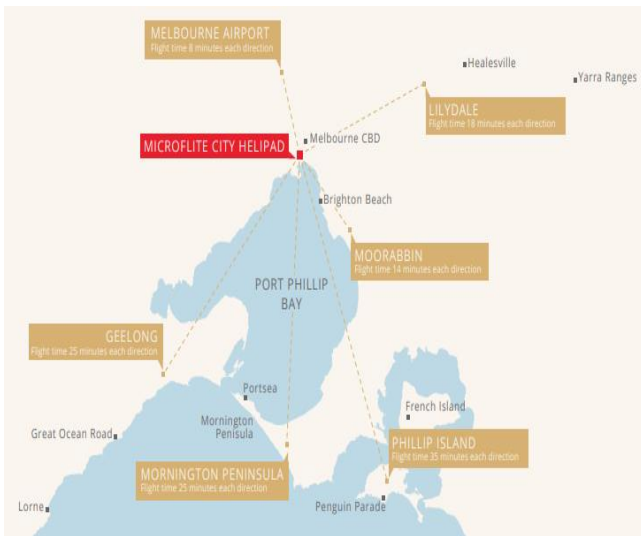 MELBOURNE AIRPORT
Flight time 8 minutes each direction
Healesville
Yarra Ranges
LILYDALE
Flight time 18 minutes each direction
MICROFLITE CITY HELIPAD
Melbourne CBD
Brighton Beach
MOORABBIN
Flight time 14 minutes each direction
PORT PHILLIP
BAY
GEELONG
Flight time 25 minutes each direction
Portsea
French Island
Mornington
Penisula
Great Ocean Road
PHILLIP ISLAND
Flight time 35 minutes each direction
MORNINGTON PENINSULA
Flight time 25 minutes each direction
Lorne
Penguin Parade